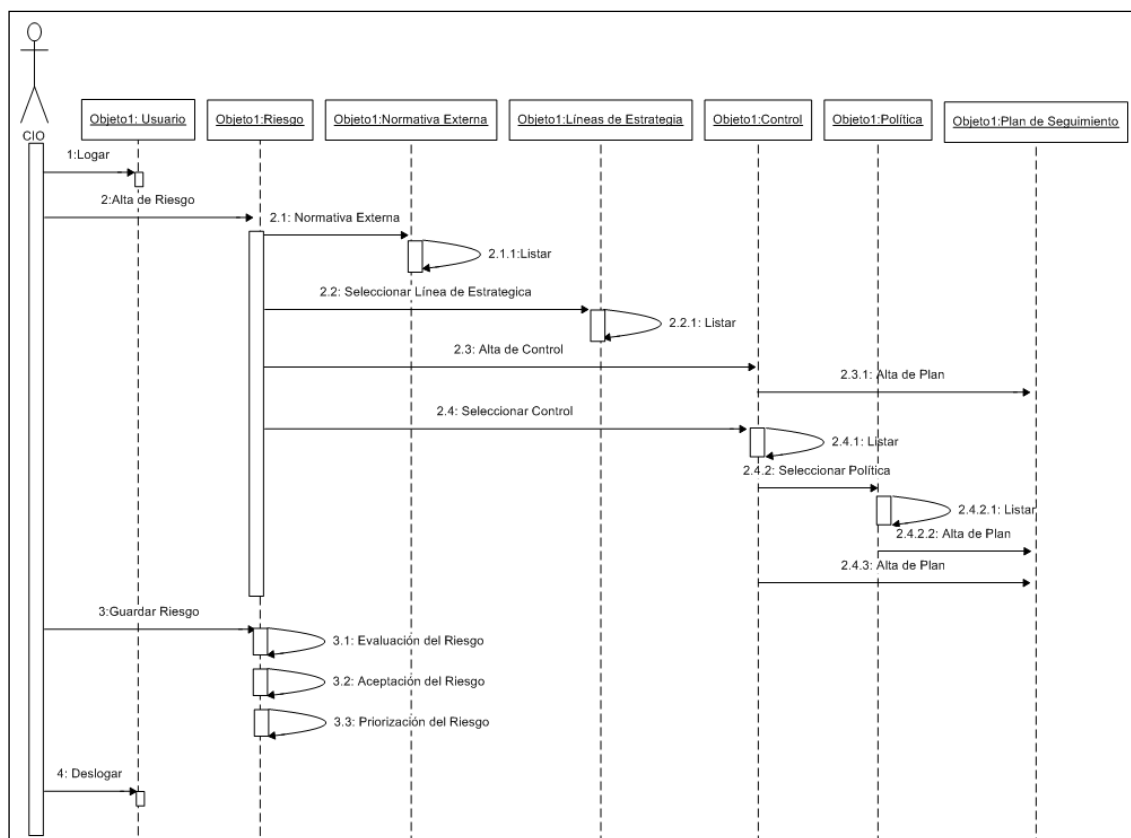 CIO
Objeto1: Usuario
Objeto1:Riesgo
Objeto1:Normativa Externa
Objeto1:Líneas de Estrategia
Objeto1:Control
Objeto1:Política
Objeto1:Plan de Seguimiento
1:Logar
2:Alta de Riesgo
2.1: Normativa Externa
2.1.1:Listar
2.2: Seleccionar Línea de Estrategica
2.2.1: Listar
2.3: Alta de Control
2.3.1: Alta de Plan
2.4: Seleccionar Control
2.4.1: Listar
2.4.2: Seleccionar Política
2.4.2.1: Listar
2.4.2.2: Alta de Plan
2.4.3: Alta de Plan
3:Guardar Riesgo
3.1: Evaluación del Riesgo
3.2: Aceptación del Riesgo
3.3: Priorización del Riesgo
4: Deslogar